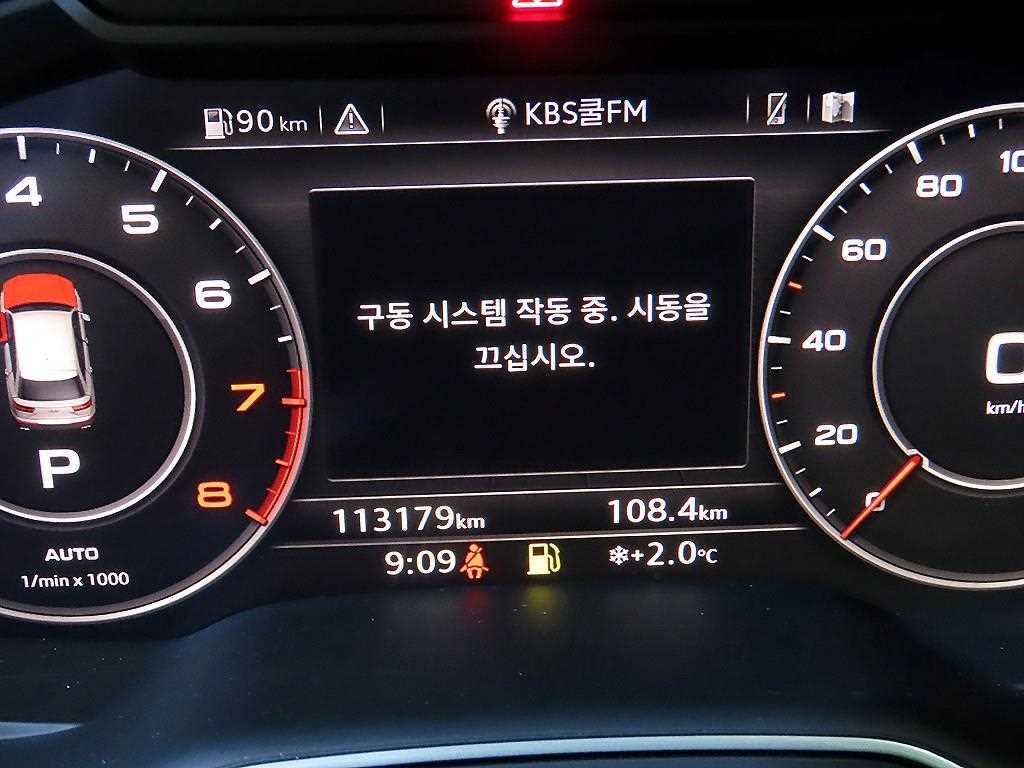 90 km
KBS쿨FM
4
5
6
7
8
P
AUTO
1/min x 1000
구동 시스템 작동 중. 시동을
끄십시오.
80
60
40
20
0
km/h
113179km
108.4km
9:09
+2.0°C